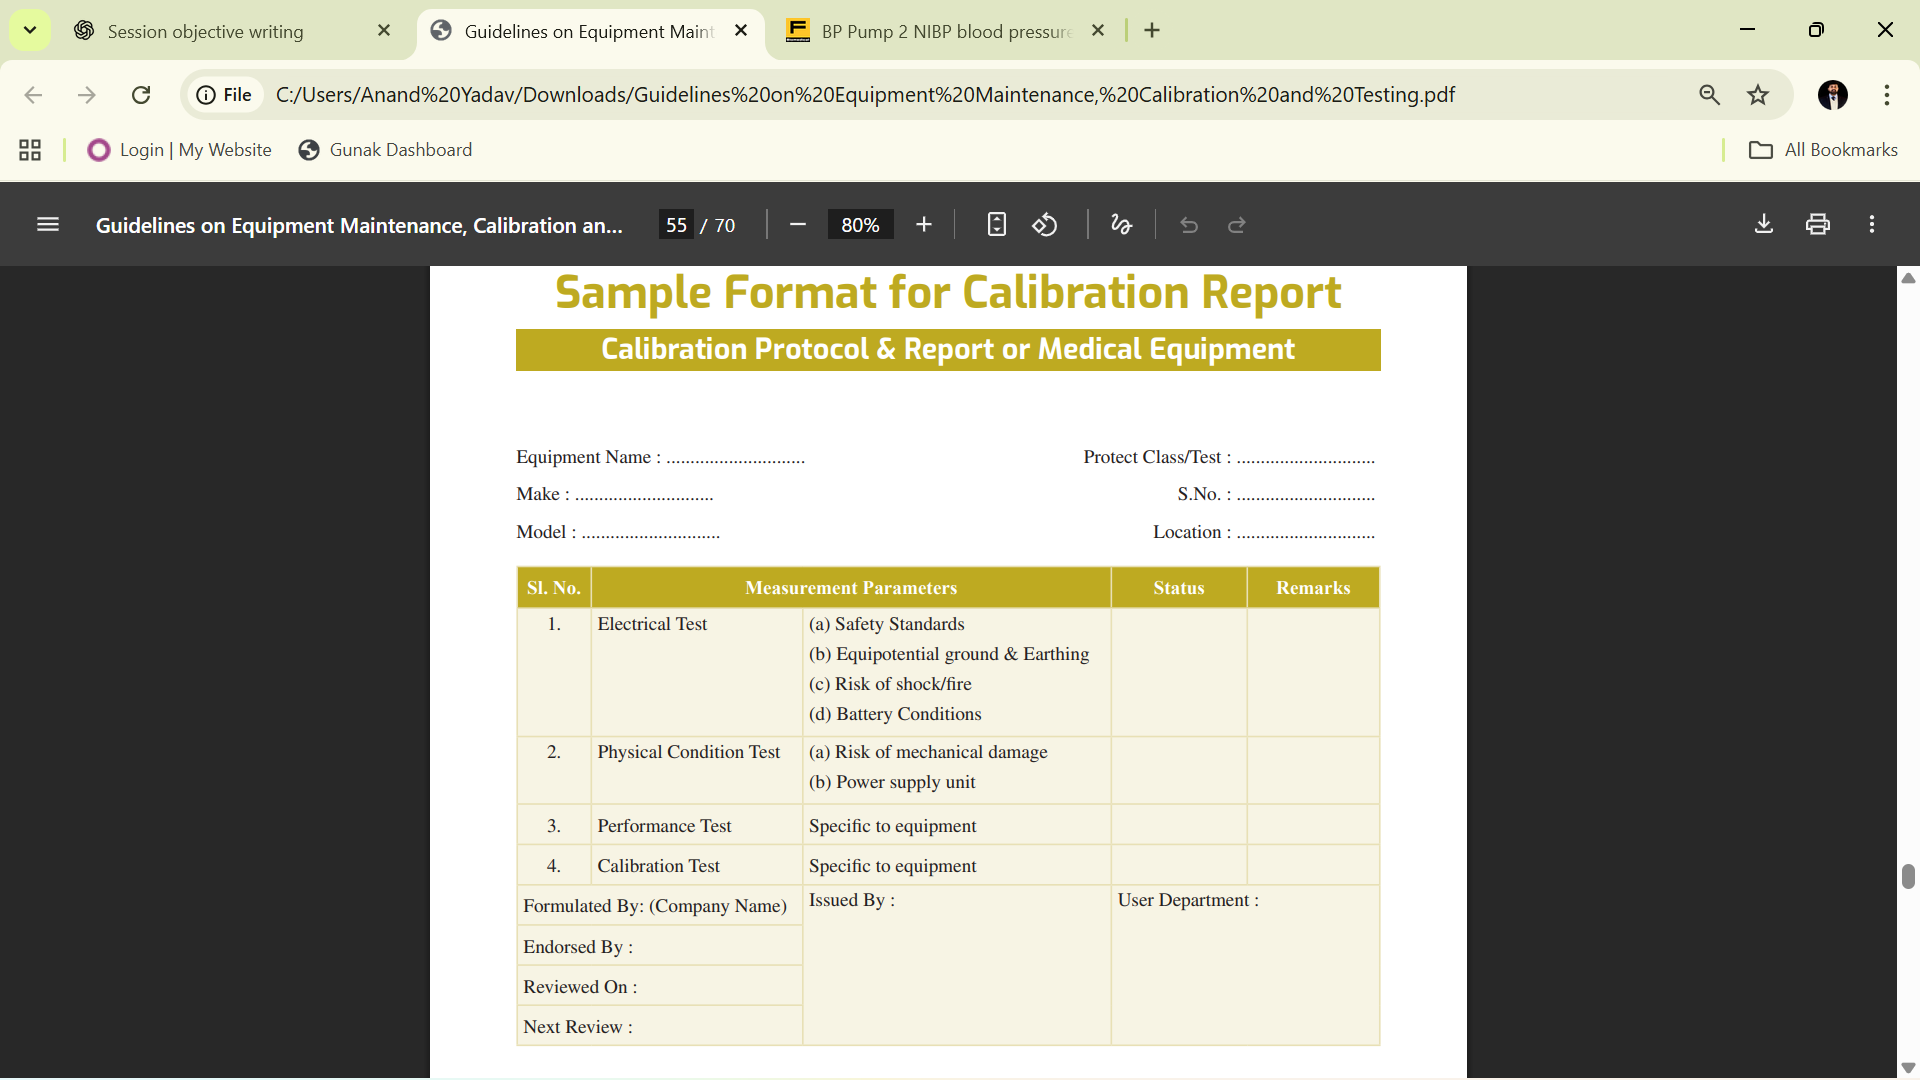 Session objective writing
Guidelines on Equipment Maint
BP Pump 2 NIBP blood pressure
File
C:/Users/Anand%20Yadav/Downloads/Guidelines%20on%20Equipment%20Maintenance,%20Calibration%20and%20Testing.pdf
Login | My Website
Gunak Dashboard
All Bookmarks
Guidelines on Equipment Maintenance, Calibration an...
55 / 70
80%
Sample Format for Calibration Report
Calibration Protocol & Report or Medical Equipment
Equipment Name : .............................
Protect Class/Test : .............................
Make : .............................
S.No. : .............................
Model : .............................
Location : .............................
Sl. No. Measurement Parameters Status Remarks
1. Electrical Test (a) Safety Standards
(b) Equipotential ground & Earthing
(c) Risk of shock/fire
(d) Battery Conditions
2. Physical Condition Test (a) Risk of mechanical damage
(b) Power supply unit
3. Performance Test Specific to equipment
4. Calibration Test Specific to equipment
Formulated By: (Company Name)
Issued By :
User Department :
Endorsed By :
Reviewed On :
Next Review :